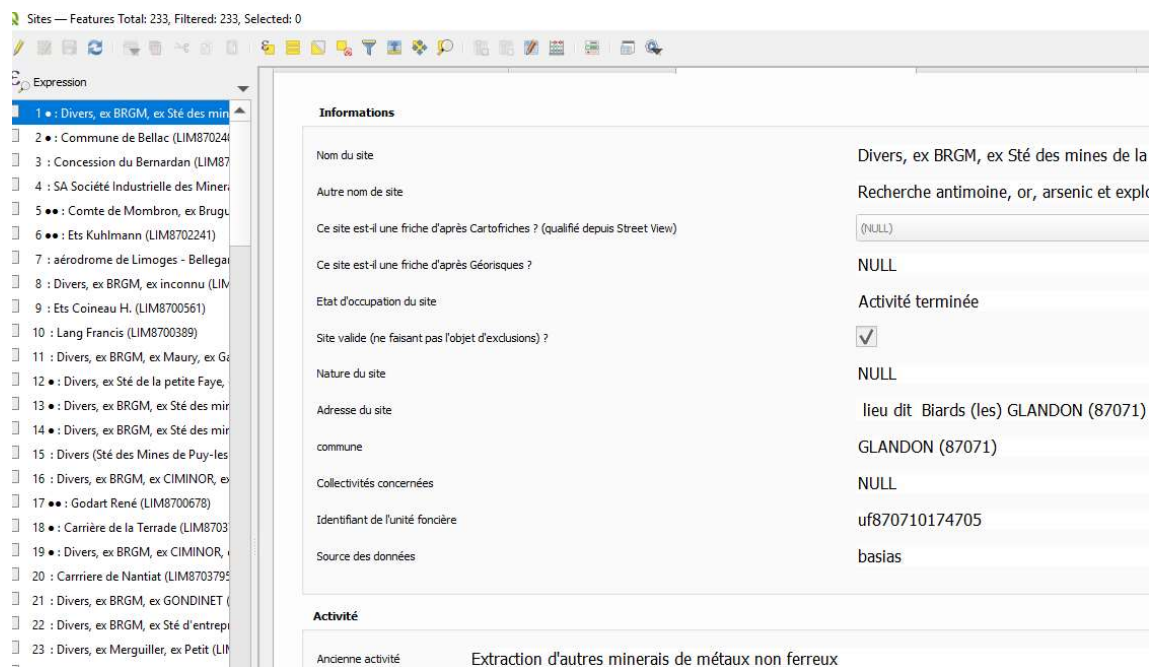 Sites — Features Total: 233, Filtered: 233, Selected: 0
Expression
1 ● : Divers, ex BRGM, ex Sté des min
2 ● : Commune de Bellac (LIM87024
3 : Concession du Bernardan (LIM87
4 : SA Société Industrielle des Miner
5 ●● : Comte de Mombron, ex Brugu
6 ●● : Ets Kuhlmann (LIM8702241)
7 : aérodrome de Limoges - Bellega
8 : Divers, ex BRGM, ex inconnu (LIM
9 : Ets Coineau H. (LIM8700561)
10 : Lang Francis (LIM8700389)
11 : Divers, ex BRGM, ex Maury, ex Ga
12 ● : Divers, ex Sté de la petite Faye,
13 ● : Divers, ex BRGM, ex Sté des mir
14 ● : Divers, ex BRGM, ex Sté des mir
15 : Divers (Sté des Mines de Puy-les
16 : Divers, ex BRGM, ex CIMINOR, ex
17 ●● : Godart René (LIM8700678)
18 ● : Carrière de la Terrade (LIM8703
19 ● : Divers, ex BRGM, ex CIMINOR,
20 : Carrriere de Nantiat (LIM8703795
21 : Divers, ex BRGM, ex GONDINET (
22 : Divers, ex BRGM, ex Sté d'entrep
23 : Divers, ex Merguiller, ex Petit (LIM
Informations
Nom du site Divers, ex BRGM, ex Sté des mines de la
Autre nom de site Recherche antimoine, or, arsenic et explo
Ce site est-il une friche d'après Cartofriches ? (qualifié depuis Street View) (NULL)
Ce site est-il une friche d'après Géorisques ? NULL
Etat d'occupation du site Activité terminée
Site valide (ne faisant pas l'objet d'exclusions) ?
Nature du site NULL
Adresse du site lieu dit Biards (les) GLANDON (87071)
commune GLANDON (87071)
Collectivités concernées NULL
Identifiant de l'unité foncière uf870710174705
Source des données basias
Activité
Ancienne activité Extraction d'autres minerais de métaux non ferreux